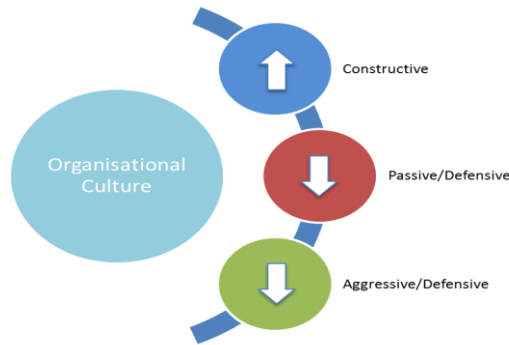 Constructive
Organisational
Culture
Passive/Defensive
Aggressive/Defensive